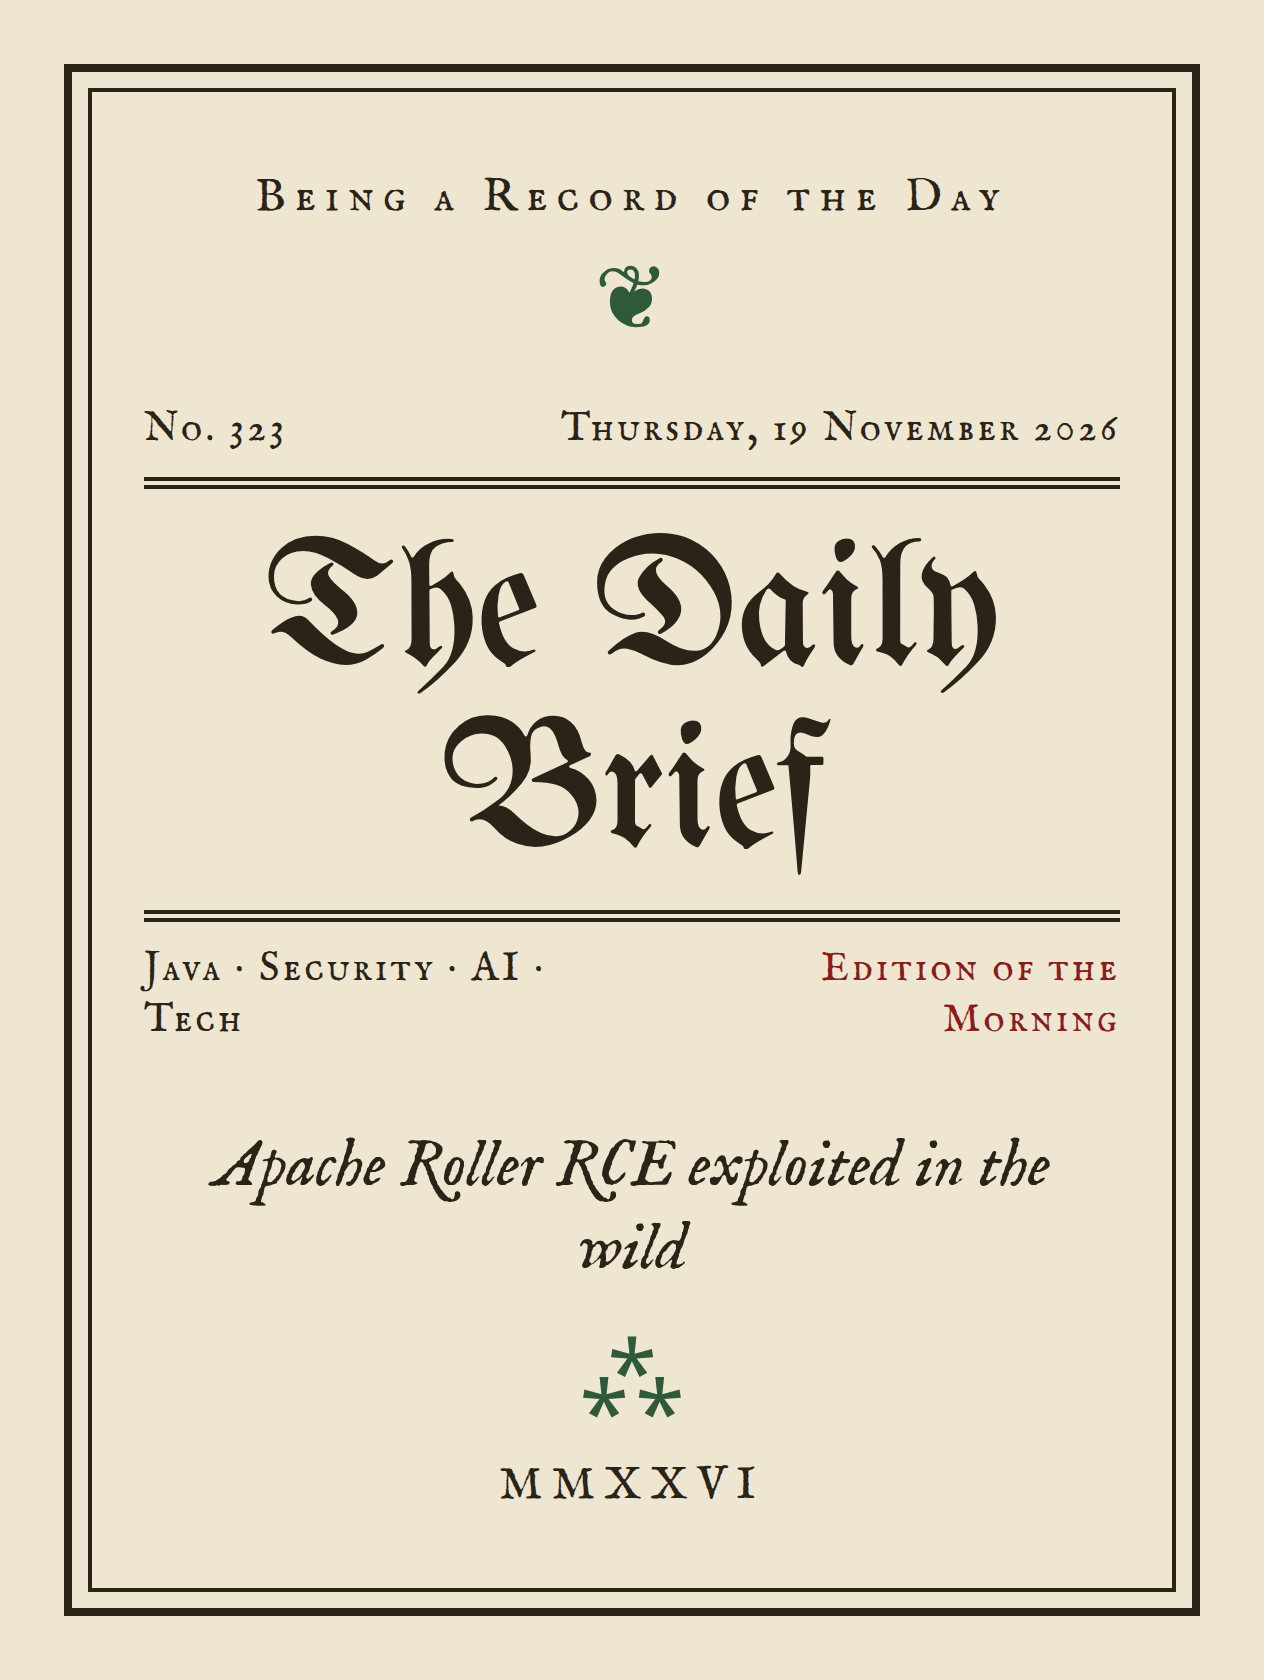 Being a Record of the Day
❦
No. 323 Thursday, 19 November 2026
The Daily
Brief
Java · Security · AI ·
Tech
Edition of the
Morning
Apache Roller RCE exploited in the
wild
⁂
MMXXVI